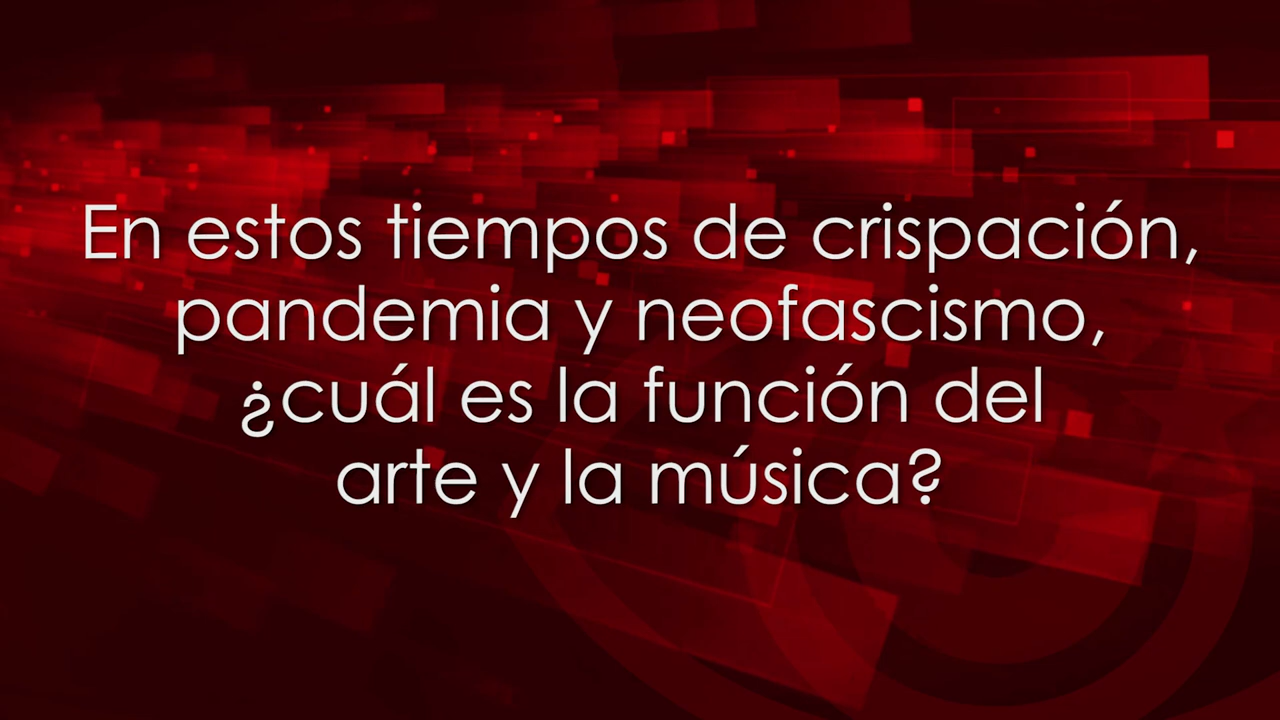 En estos tiempos de crispación,
pandemia y neofascismo,
¿cuál es la función del
arte y la música?